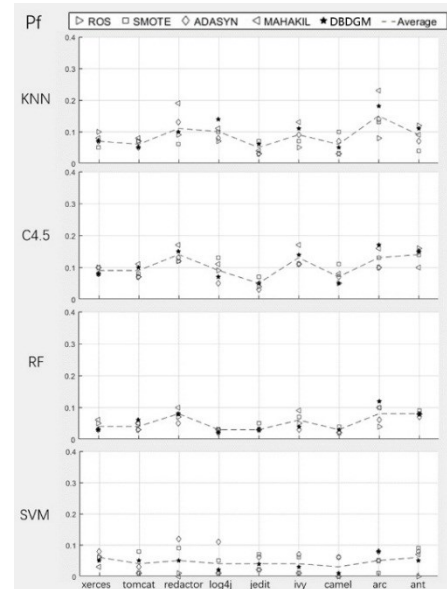 Pf
ROS SMOTE ADASYN MAHAKIL DBDGM Average
0.4
0.3
KNN
0.2
0.1
0
0.4
0.3
C4.5
0.2
0.1
0
0.4
0.3
RF
0.2
0.1
0
0.4
0.3
SVM
0.2
0.1
0
xerces tomcat redactor log4j jedit ivy camel arc ant